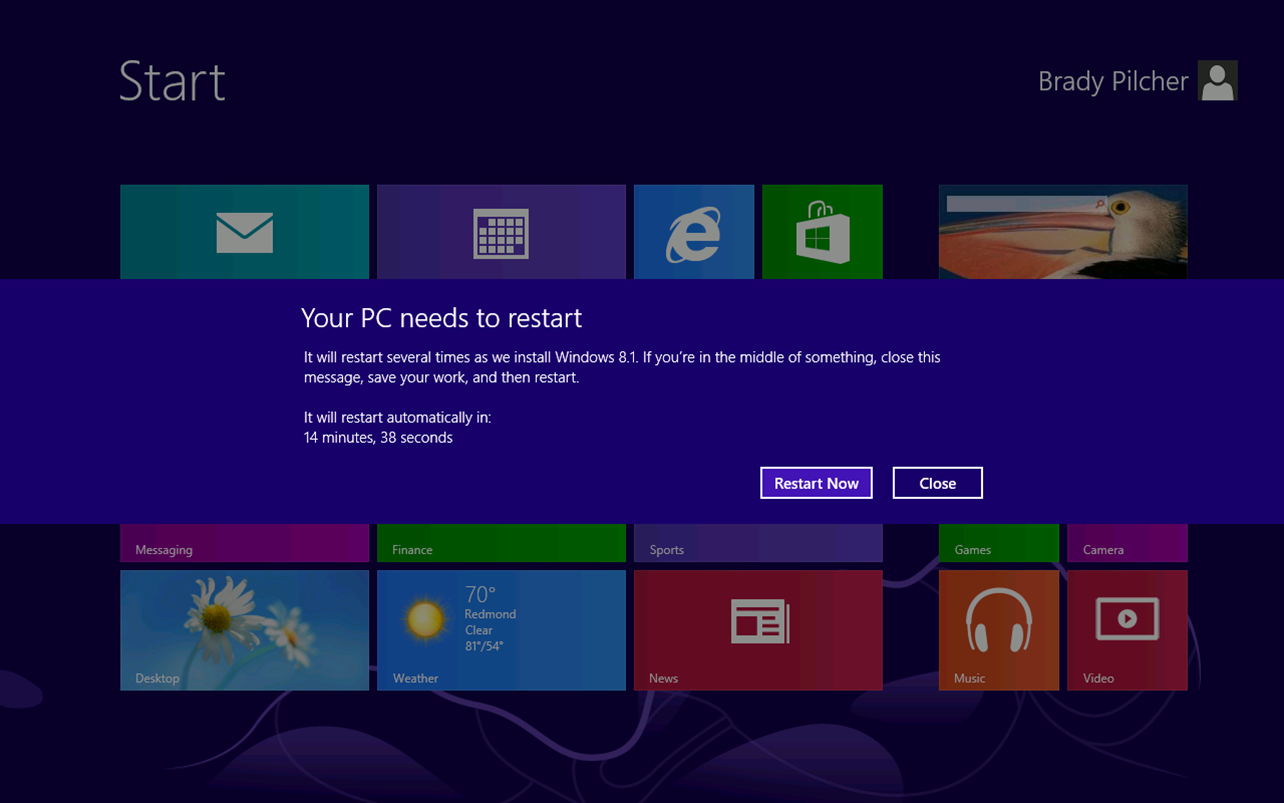 Start
Brady Pilcher
Your PC needs to restart
It will restart several times as we install Windows 8.1. If you're in the middle of something, close this
message, save your work, and then restart.
It will restart automatically in:
14 minutes, 38 seconds
Restart Now
Close
Messaging
Finance
Sports
Games
Camera
70°
Redmond
Clear
81°/54°
Desktop
Weather
News
Music
Video